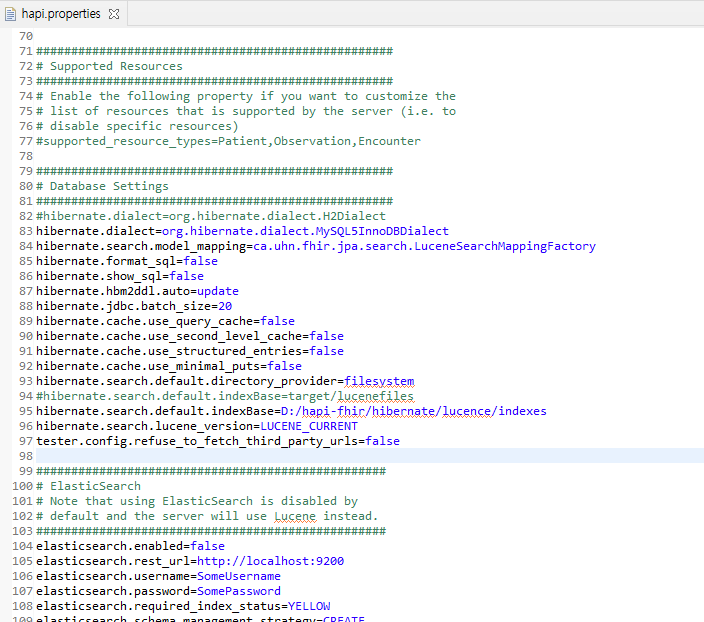 hapi.properties
70
71 ###################################################
72 # Supported Resources
73 ###################################################
74 # Enable the following property if you want to customize the
75 # list of resources that is supported by the server (i.e. to
76 # disable specific resources)
77 #supported_resource_types=Patient,Observation,Encounter
78
79 ###################################################
80 # Database Settings
81 ###################################################
82 #hibernate.dialect=org.hibernate.dialect.H2Dialect
83 hibernate.dialect=org.hibernate.dialect.MySQL5InnoDBDialect
84 hibernate.search.model_mapping=ca.uhn.fhir.jpa.search.LuceneSearchMappingFactory
85 hibernate.format_sql=false
86 hibernate.show_sql=false
87 hibernate.hbm2ddl.auto=update
88 hibernate.jdbc.batch_size=20
89 hibernate.cache.use_query_cache=false
90 hibernate.cache.use_second_level_cache=false
91 hibernate.cache.use_structured_entries=false
92 hibernate.cache.use_minimal_puts=false
93 hibernate.search.default.directory_provider=filesystem
94 #hibernate.search.default.indexBase=target/lucenefiles
95 hibernate.search.default.indexBase=D:/hapi-fhir/hibernate/lucence/indexes
96 hibernate.search.lucene_version=LUCENE_CURRENT
97 tester.config.refuse_to_fetch_third_party_urls=false
98
99 ##################################################
100 # ElasticSearch
101 # Note that using ElasticSearch is disabled by
102 # default and the server will use Lucene instead.
103 ##################################################
104 elasticsearch.enabled=false
105 elasticsearch.rest_url=http://localhost:9200
106 elasticsearch.username=SomeUsername
107 elasticsearch.password=SomePassword
108 elasticsearch.required_index_status=YELLOW
109 elasticsearch.schema_management_strategy=CREATE